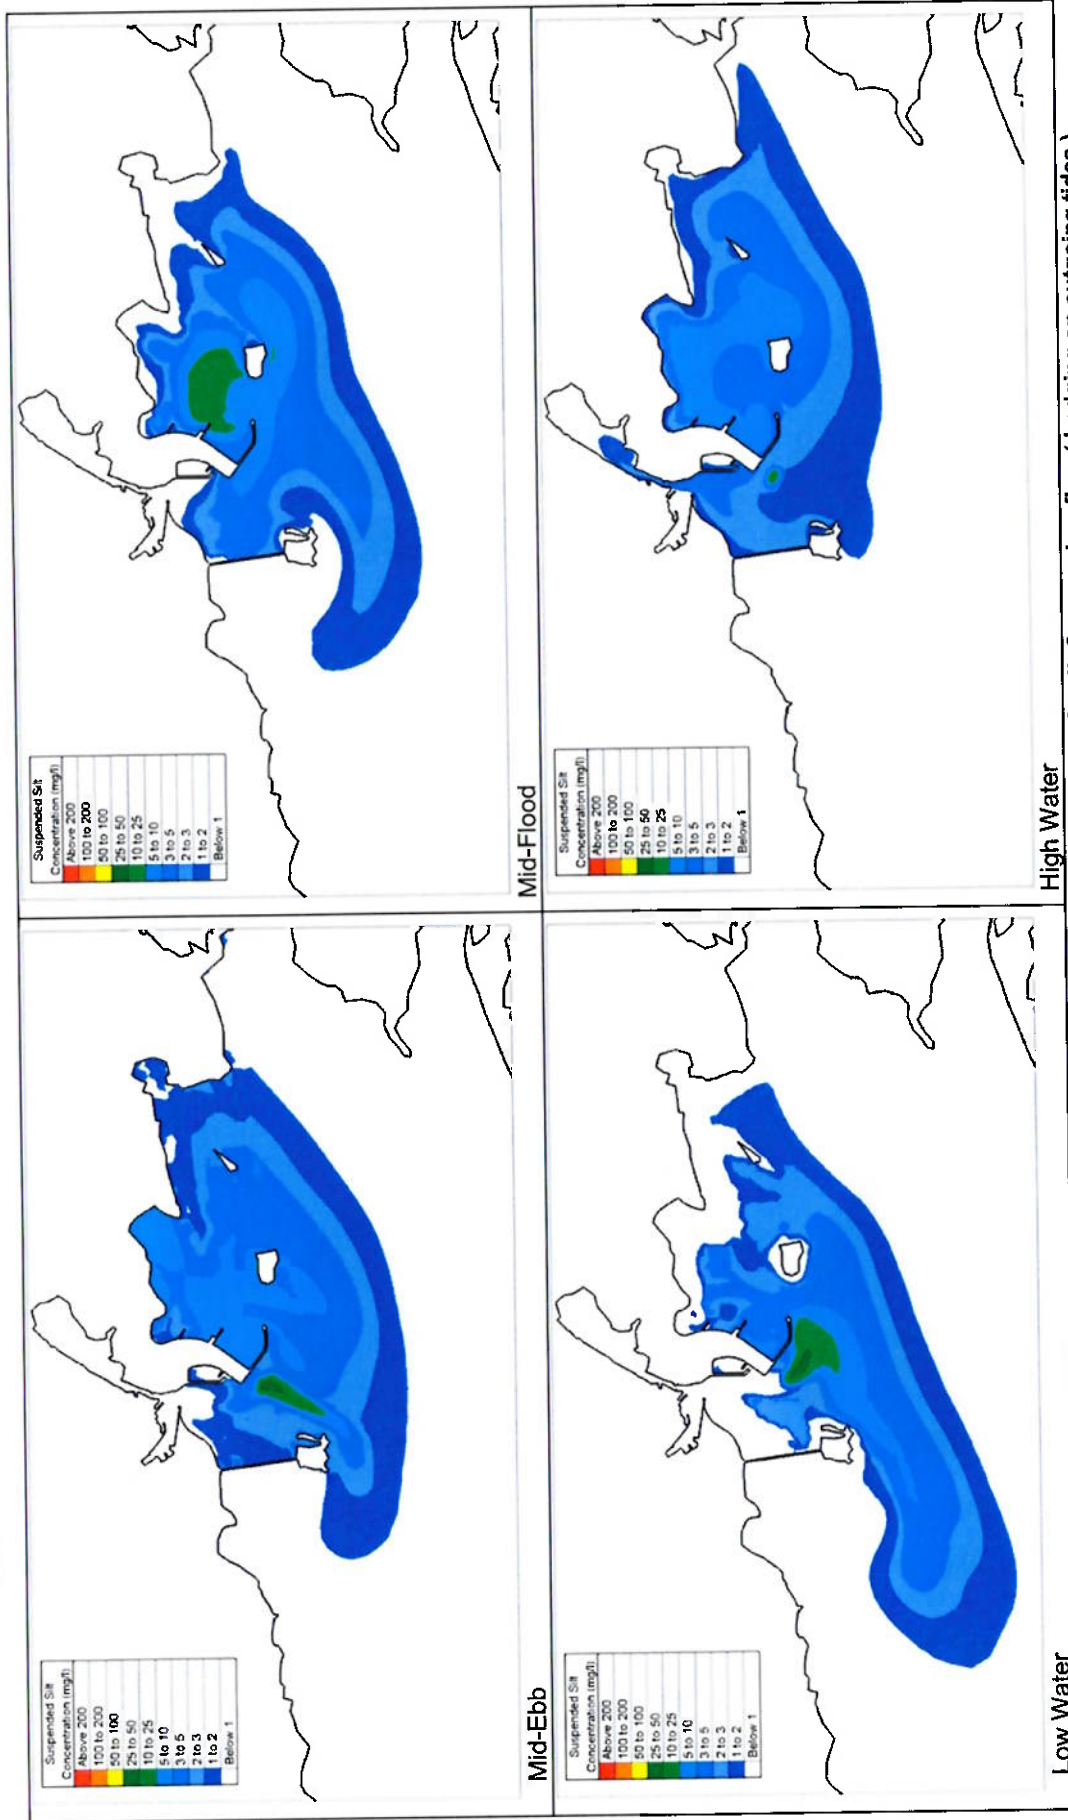 Suspended Silt
Concentration (mg/l)
Above 200
100 to 200
50 to 100
25 to 50
10 to 25
5 to 10
3 to 5
2 to 3
1 to 2
Below 1
Mid-Ebb
Suspended Silt
Concentration (mg/l)
Above 200
100 to 200
50 to 100
25 to 50
10 to 25
5 to 10
3 to 5
2 to 3
1 to 2
Below 1
Mid-Flood
Suspended Silt
Concentration (mg/l)
Above 200
100 to 200
50 to 100
25 to 50
10 to 25
5 to 10
3 to 5
2 to 3
1 to 2
Below 1
Low Water
Suspended Silt
Concentration (mg/l)
Above 200
100 to 200
50 to 100
25 to 50
10 to 25
5 to 10
3 to 5
2 to 3
1 to 2
Below 1
High Water